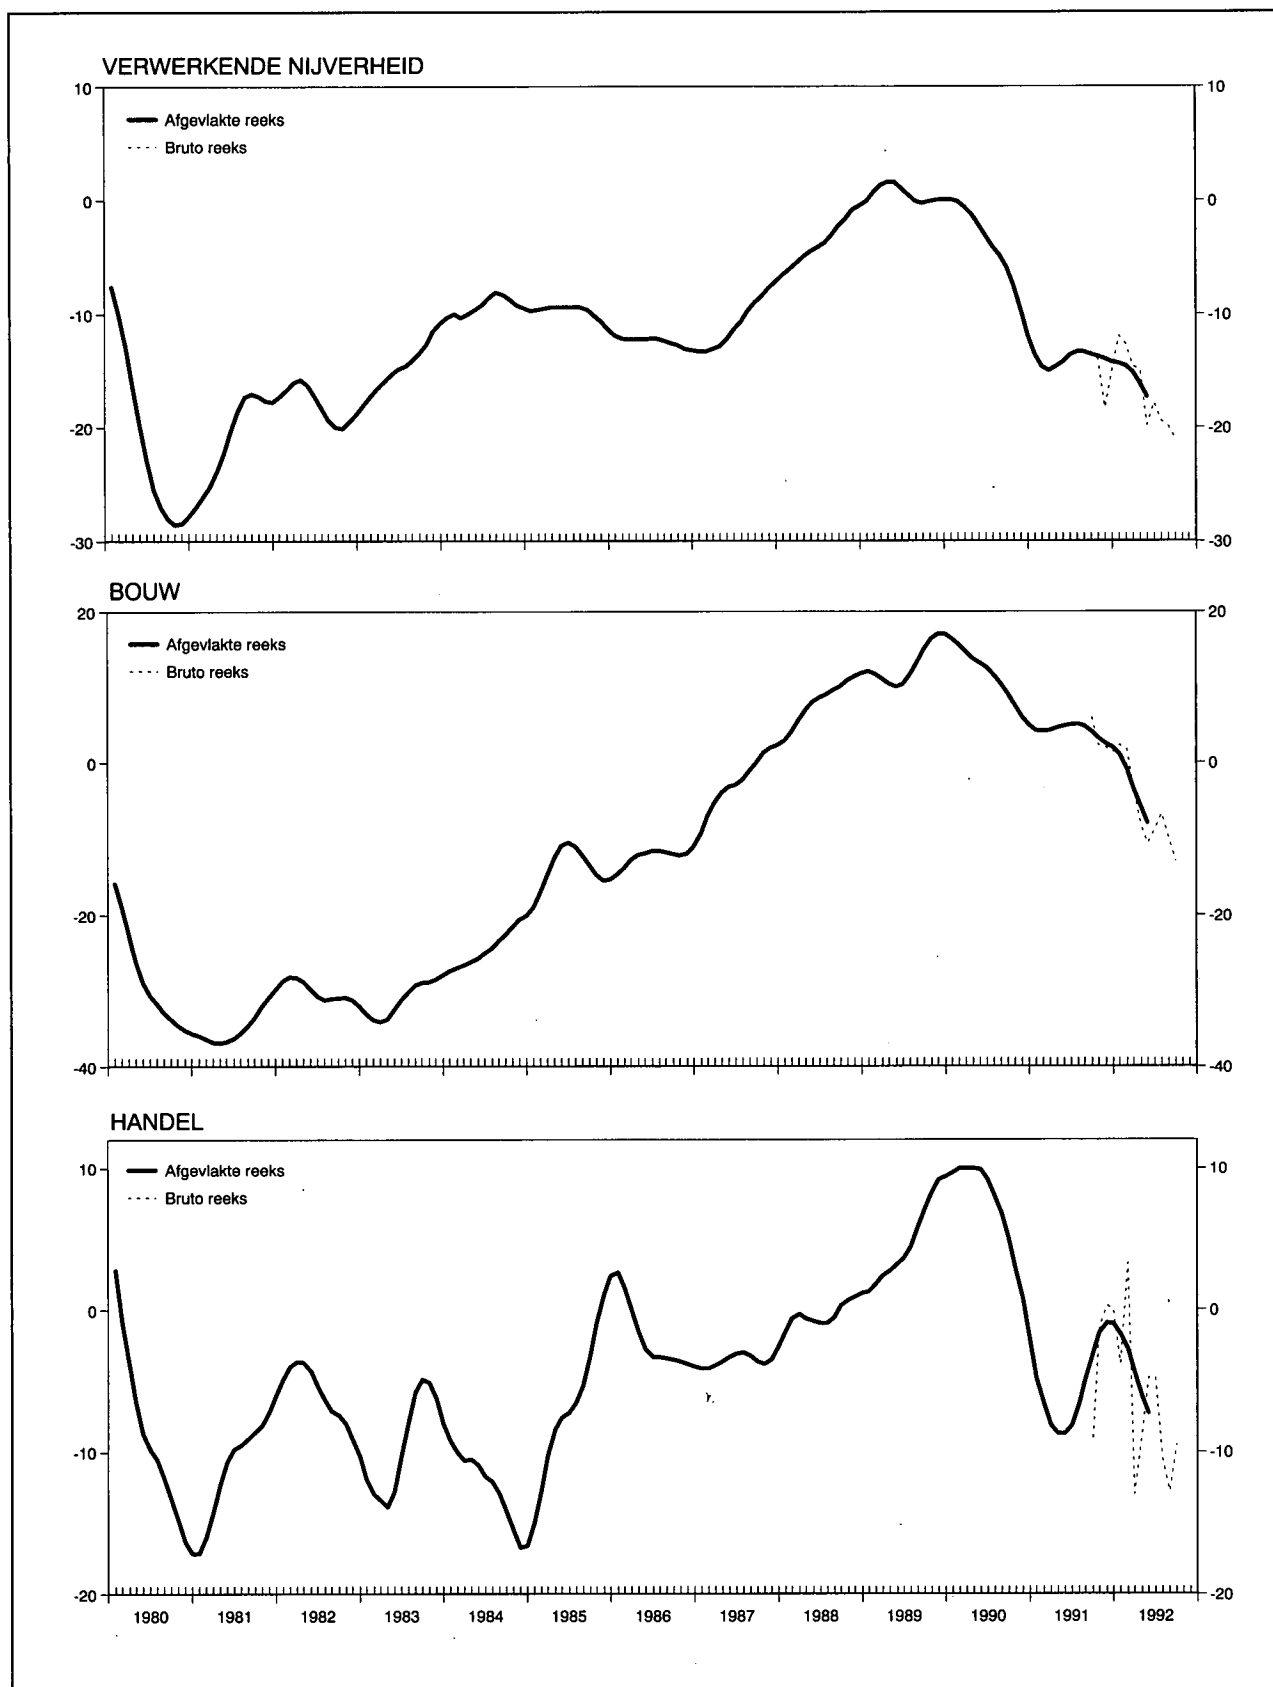 VERWERKENDE NIJVERHEID
10 10
Afgevlakte reeks
Bruto reeks
0 0
-10 -10
-20 -20
-30 -30
BOUW
20 20
Afgevlakte reeks
Bruto reeks
0 0
-20 -20
-40 -40
HANDEL
Afgevlakte reeks
10 10
Bruto reeks
0 0
-10 -10
-20 -20
1980 1981 1982 1983 1984 1985 1986 1987 1988 1989 1990 1991 1992